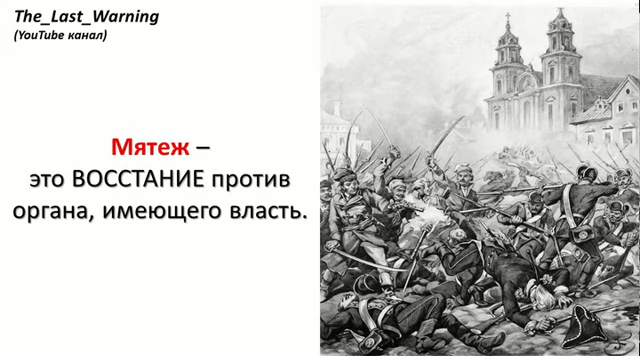 The_Last_Warning
(YouTube канал)
Мятеж –
это ВОССТАНИЕ против
органа, имеющего власть.